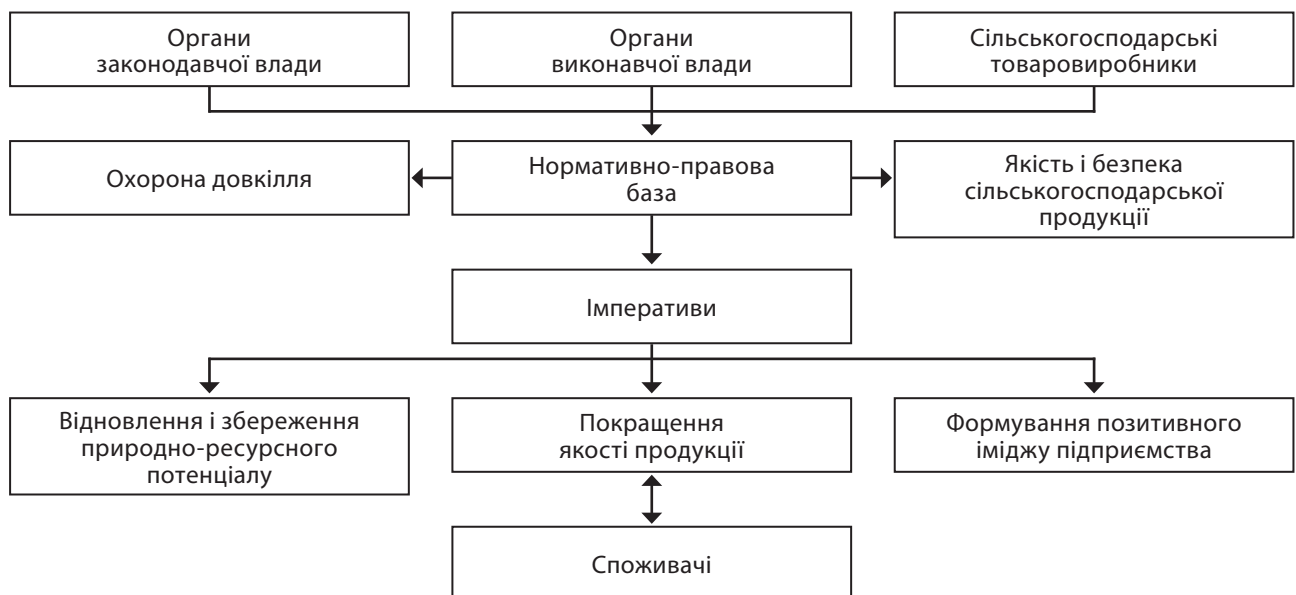 Органи
законодавчої влади
Органи
виконавчої влади
Сільськогосподарські
товаровиробники
Охорона довкілля
Нормативно-правова
база
Якість і безпека
сільськогосподарської
продукції
Імперативи
Відновлення і збереження
природно-ресурсного
потенціалу
Покращення
якості продукції
Формування позитивного
іміджу підприємства
Споживачі